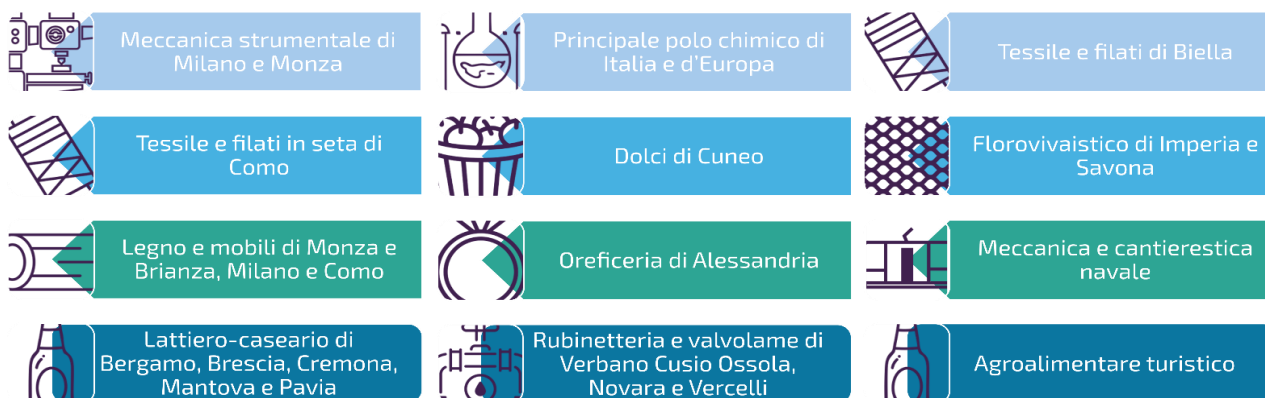 Meccanica strumentale di
Milano e Monza
Principale polo chimico di
Italia e d'Europa
Tessile e filati di Biella
Tessile e filati in seta di
Como
Dolci di Cuneo
Florovivaistico di Imperia e
Savona
Legno e mobili di Monza e
Brianza, Milano e Como
Oreficeria di Alessandria
Meccanica e cantierestica
navale
Lattiero-caseario di
Bergamo, Brescia, Cremona,
Mantova e Pavia
Rubinetteria e valvolame di
Verbano Cusio Ossola,
Novara e Vercelli
Agroalimentare turistico